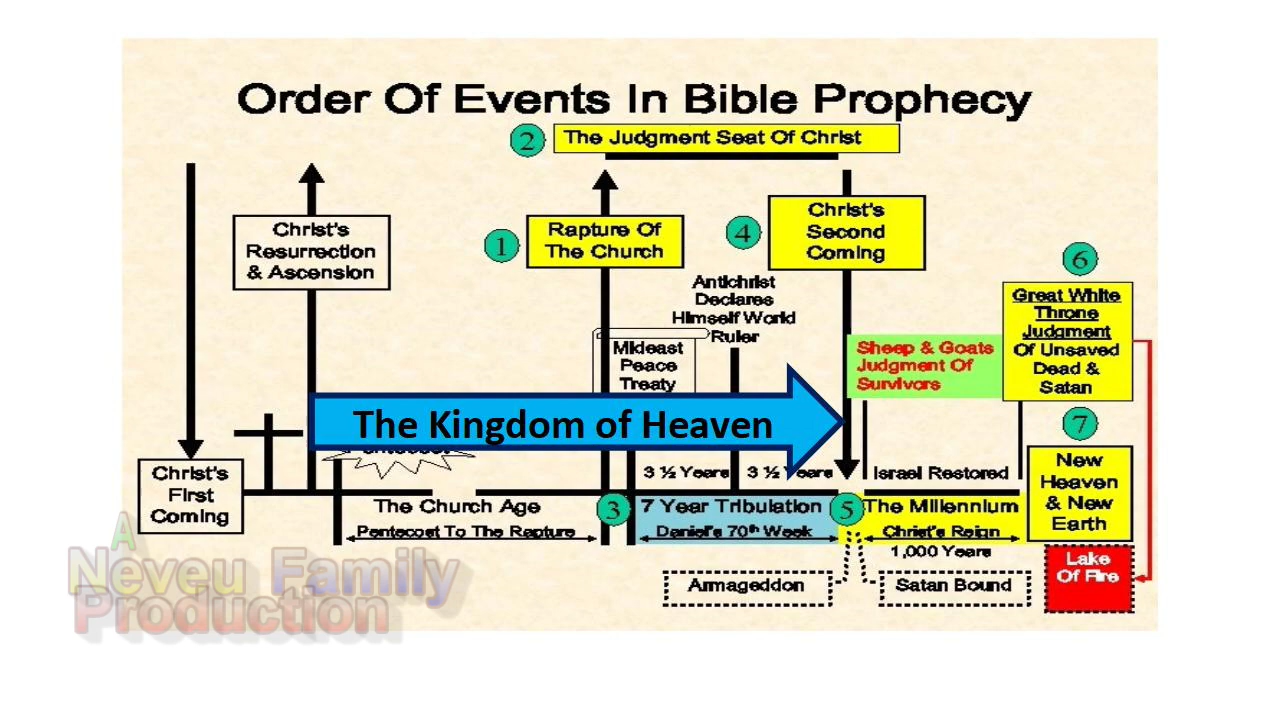 Order Of Events In Bible Prophecy
2
The Judgment Seat Of Christ
Christ's
Resurrection
& Ascension
1
Rapture Of
The Church
4
Christ's
Second
Coming
6
Antichrist
Declares
Himself World
Ruler
Mideast
Peace
Treaty
Sheep & Goats
Judgment Of
Survivors
Great White
Throne
Judgment
Of Unsaved
Dead &
Satan
The Kingdom of Heaven
7
Christ's
First
Coming
3 ½ Years
3 ½ Years
Israel Restored
New
Heaven
& New
Earth
The Church Age
3
7 Year Tribulation
5
The Millennium
Pentecost To The Rapture
Daniel's 70th Week
Christ's Reign
1,000 Years
Armageddon
Satan Bound
Lake
Of Fire
A
Neveu Family
Production